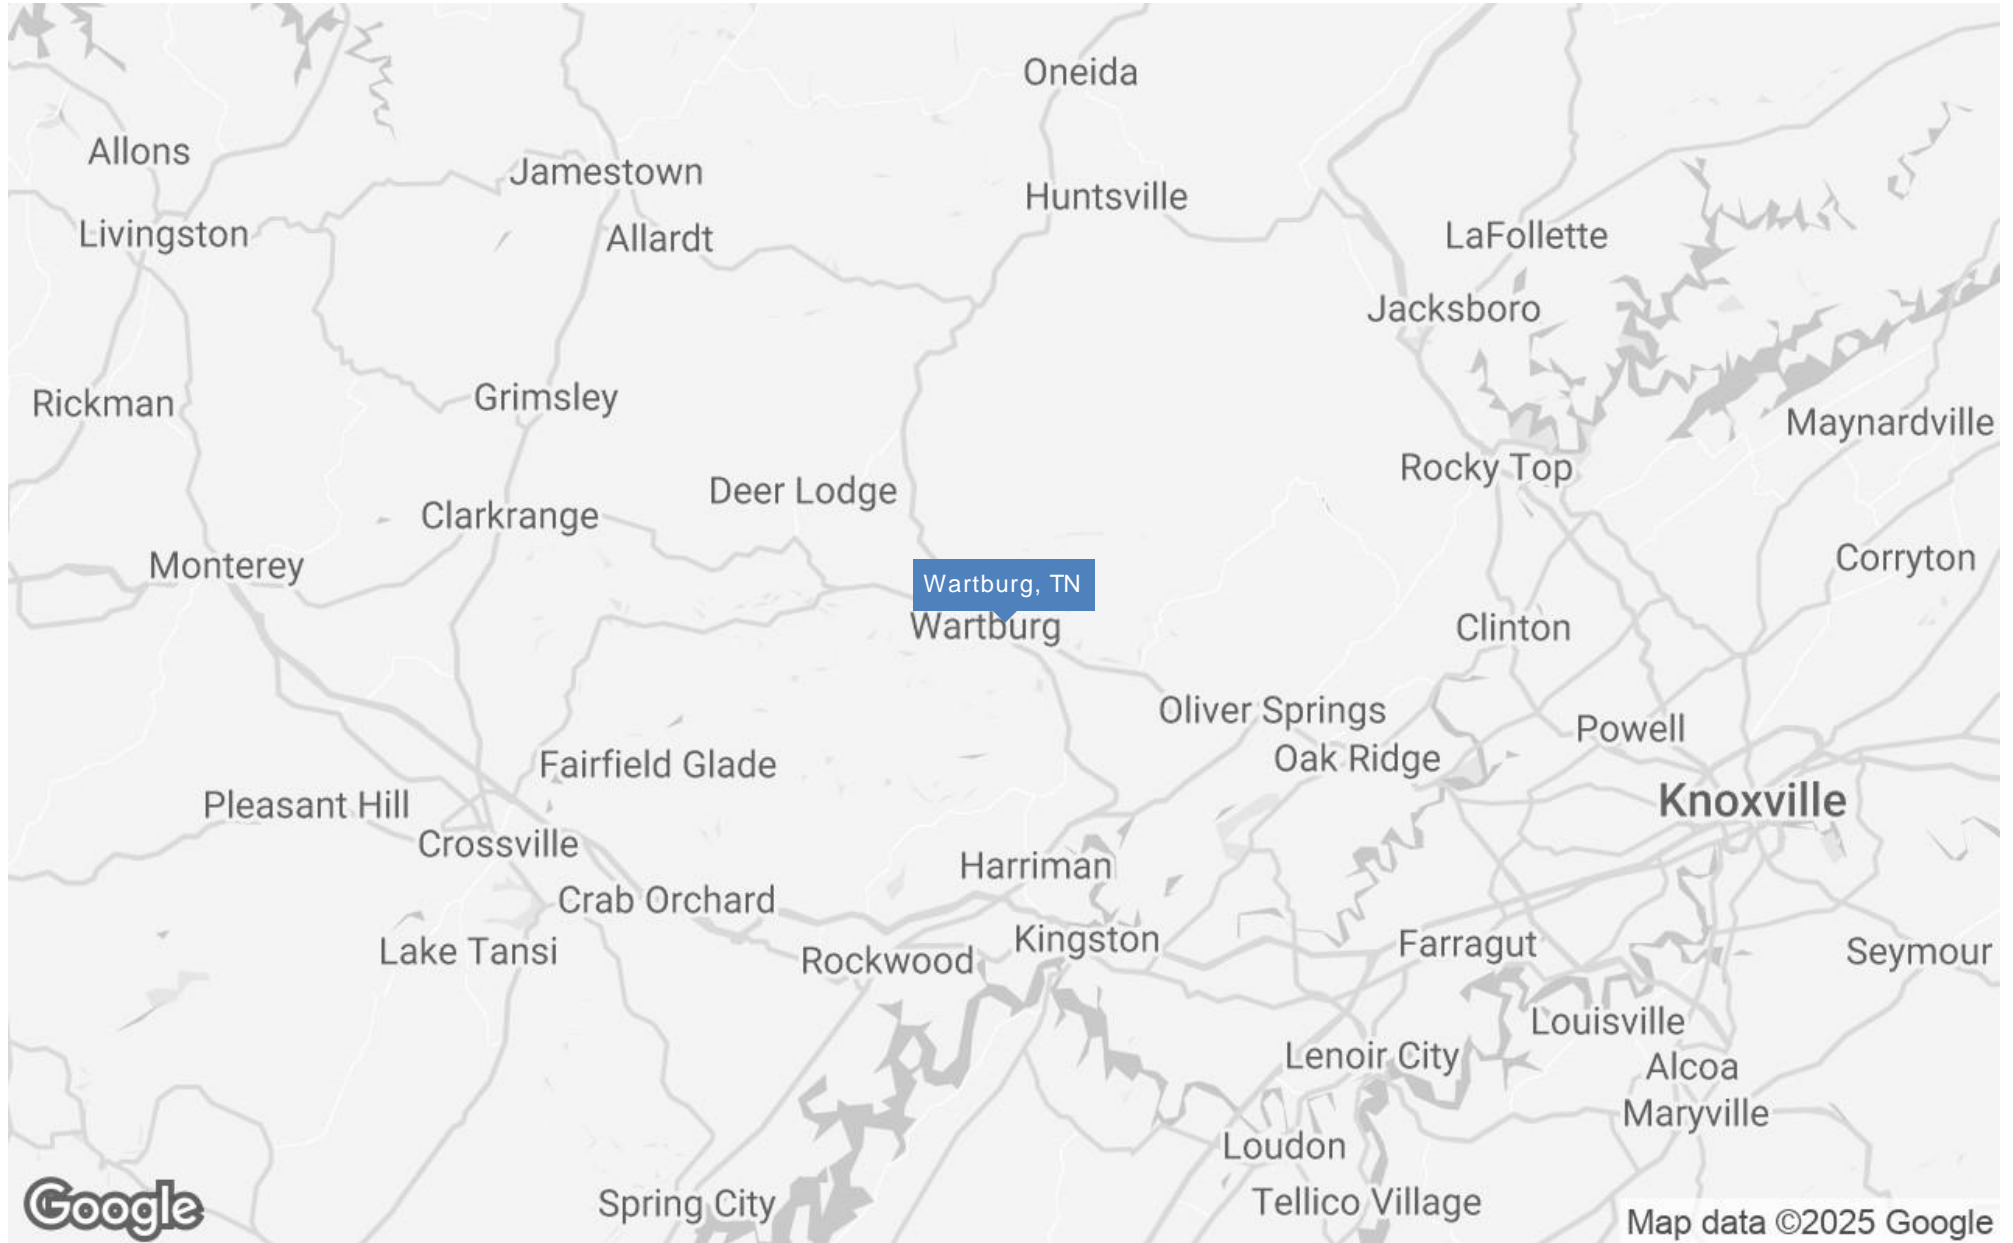 Oneida
Allons
Jamestown
Huntsville
Livingston
Allardt
LaFollette
Jacksboro
Rickman
Grimsley
Maynardville
Rocky Top
Deer Lodge
Clarkrange
Monterey
Corryton
Wartburg, TN
Wartburg
Clinton
Oliver Springs
Powell
Oak Ridge
Fairfield Glade
Knoxville
Pleasant Hill
Crossville
Harriman
Crab Orchard
Kingston
Farragut
Lake Tansi
Rockwood
Seymour
Louisville
Lenoir City
Alcoa
Maryville
Loudon
Spring City
Tellico Village
Google
Map data ©2025 Google